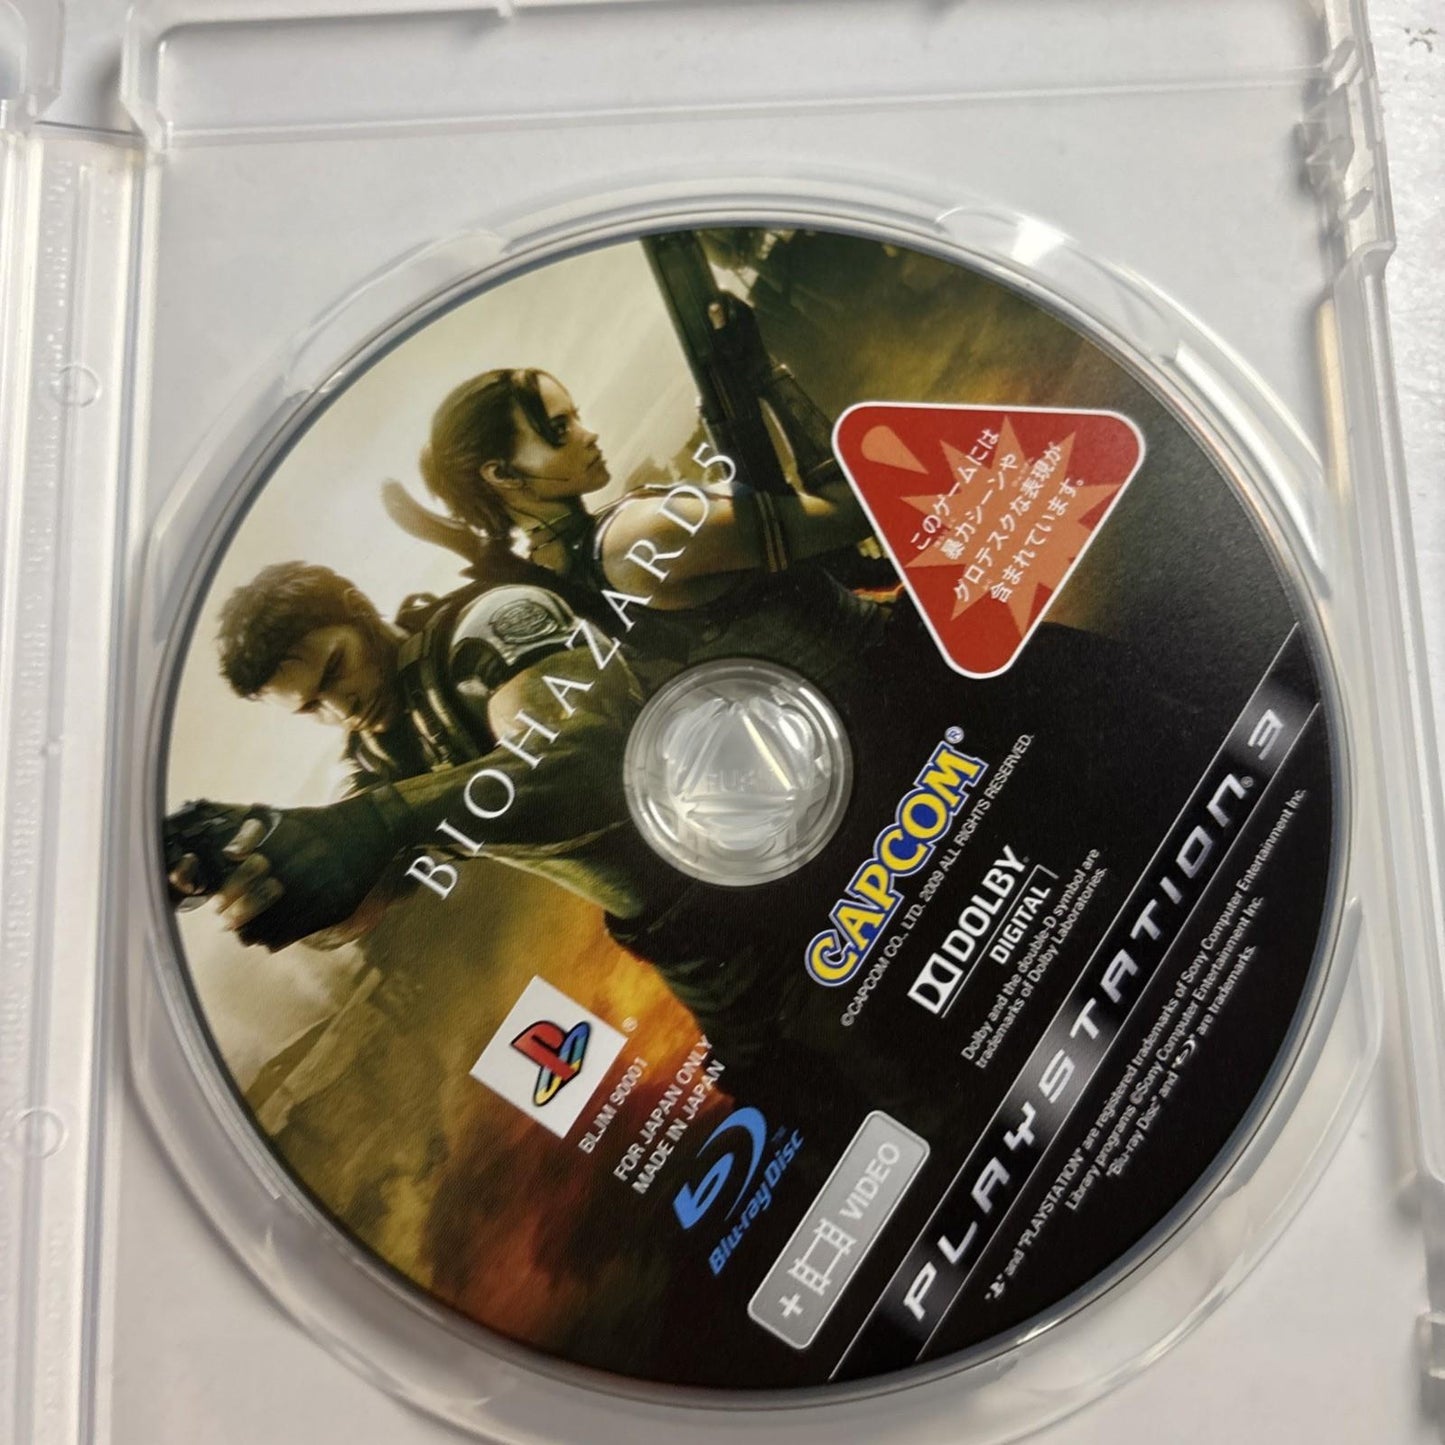 BIOHAZARD 5
このゲームには
暴力シーンや
グロテスクな表現が
含まれています。
CAPCOM®
©CAPCOM CO., LTD. 2009 ALL RIGHTS RESERVED.
DOLBY
DIGITAL
Dolby and the double-D symbol are
trademarks of Dolby Laboratories.
®
BLJM 90001
FOR JAPAN ONLY
MADE IN JAPAN
Blu-ray Disc™
+ VIDEO
PLAYSTATION® 3
and "PLAYSTATION" are registered trademarks of Sony Computer Entertainment Inc.
Library programs ©Sony Computer Entertainment Inc.
"Blu-ray Disc" and are trademarks.